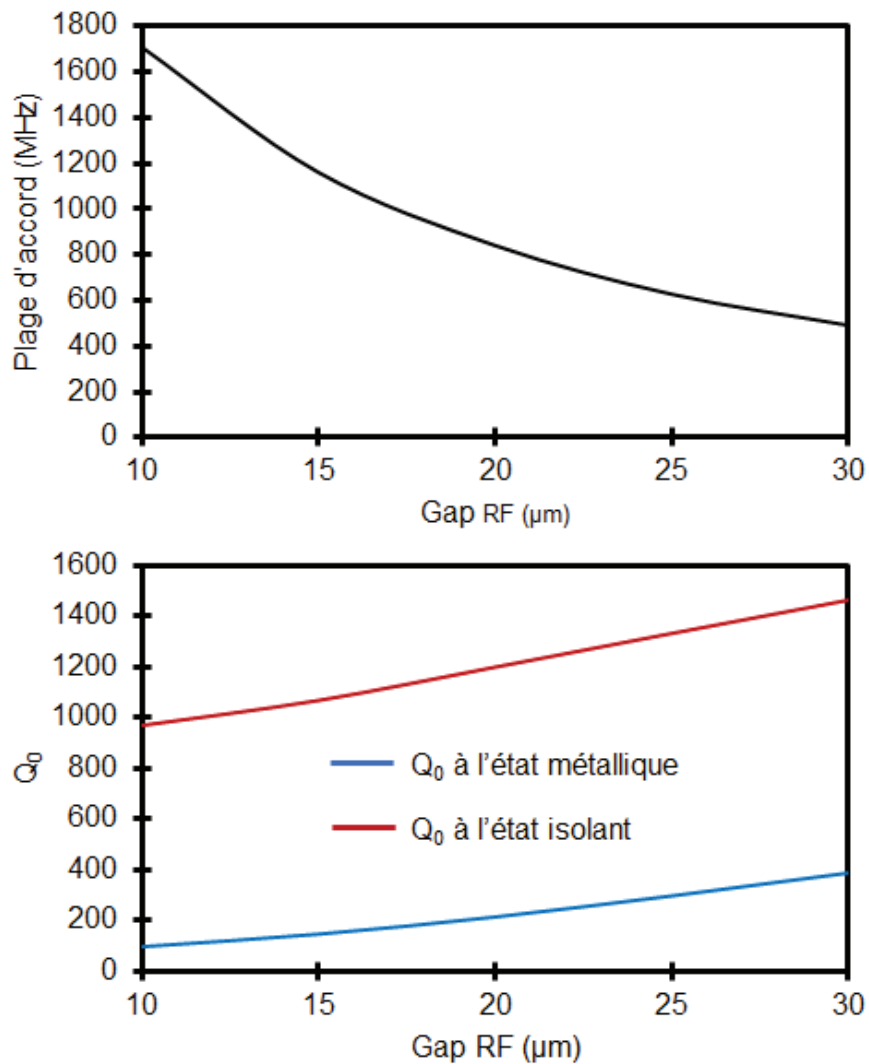 1800
1600
1400
1200
1000
800
600
400
200
0
Plage d'accord (MHz)
10 15 20 25 30
Gap RF (µm)
1600
1400
1200
1000
800
600
400
200
0
Q₀
Q₀ à l'état métallique
Q₀ à l'état isolant
10 15 20 25 30
Gap RF (µm)